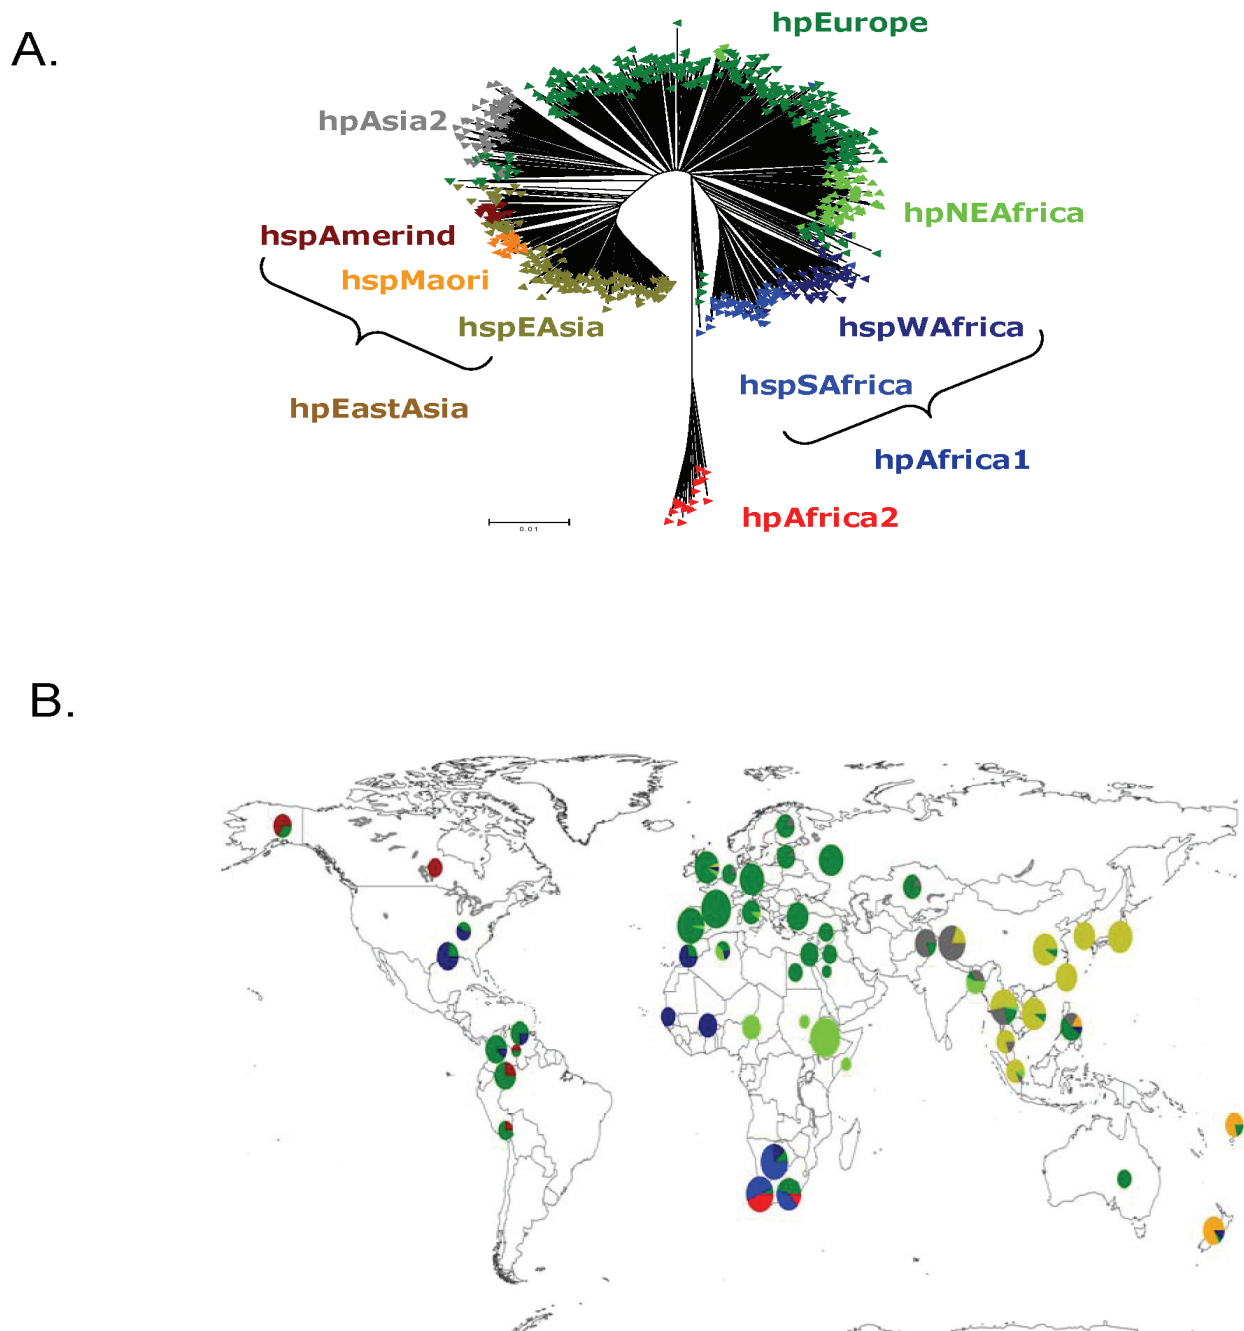 A.
hpEurope
hpAsia2
hpNEAfrica
hspAmerind
hspMaori
hspEAsia
hspWAfrica
hspSAfrica
hpEastAsia
hpAfrica1
hpAfrica2
0.01
B.